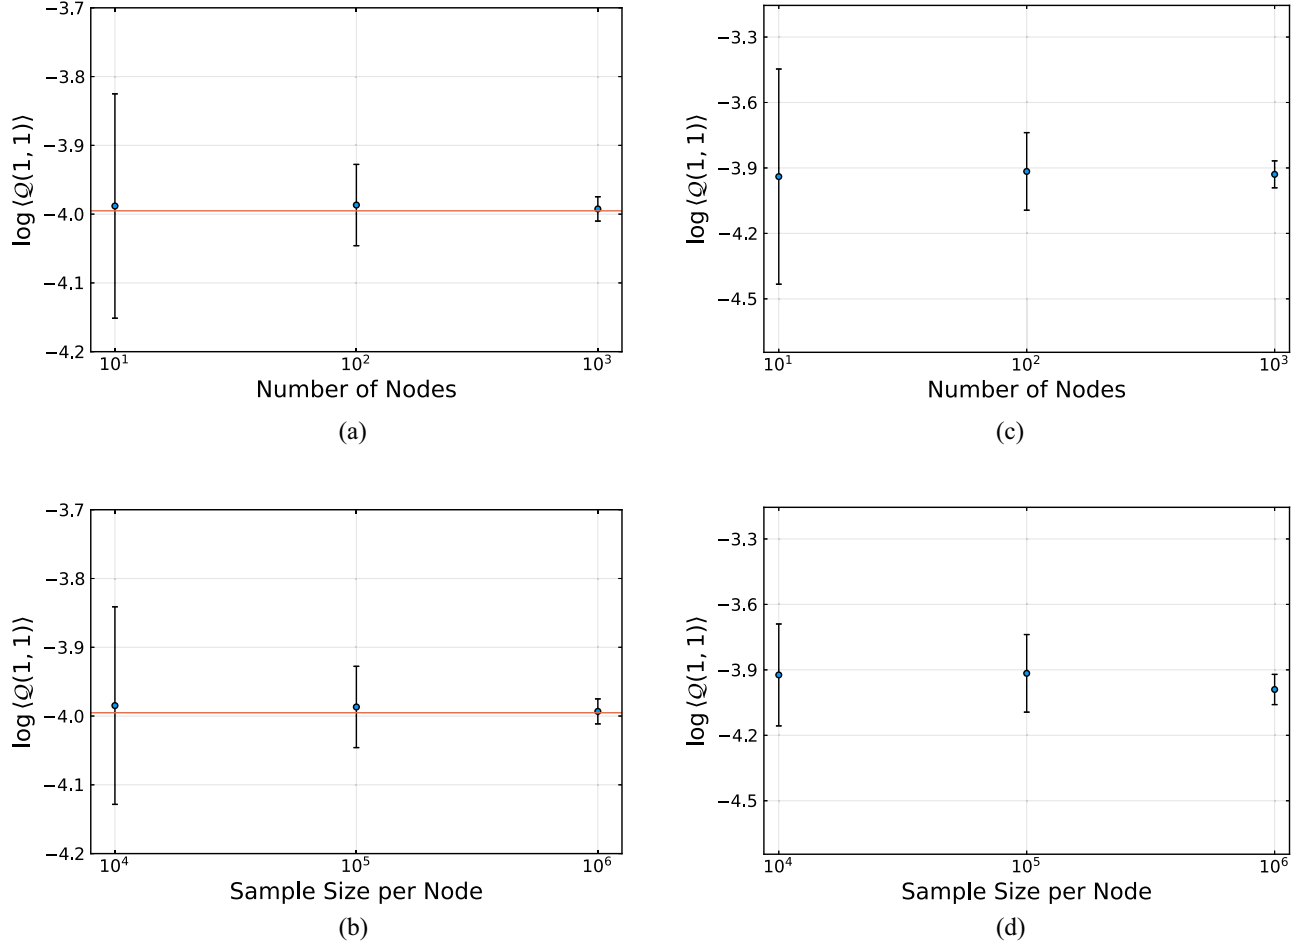 −3.7
−3.8
−3.9
−4.0
−4.1
−4.2
log⟨𝒬(1, 1)⟩
10¹ 10² 10³
Number of Nodes
(a)
−3.3
−3.6
−3.9
−4.2
−4.5
log⟨𝒬(1, 1)⟩
10¹ 10² 10³
Number of Nodes
(c)
−3.7
−3.8
−3.9
−4.0
−4.1
−4.2
log⟨𝒬(1, 1)⟩
10⁴ 10⁵ 10⁶
Sample Size per Node
(b)
−3.3
−3.6
−3.9
−4.2
−4.5
log⟨𝒬(1, 1)⟩
10⁴ 10⁵ 10⁶
Sample Size per Node
(d)